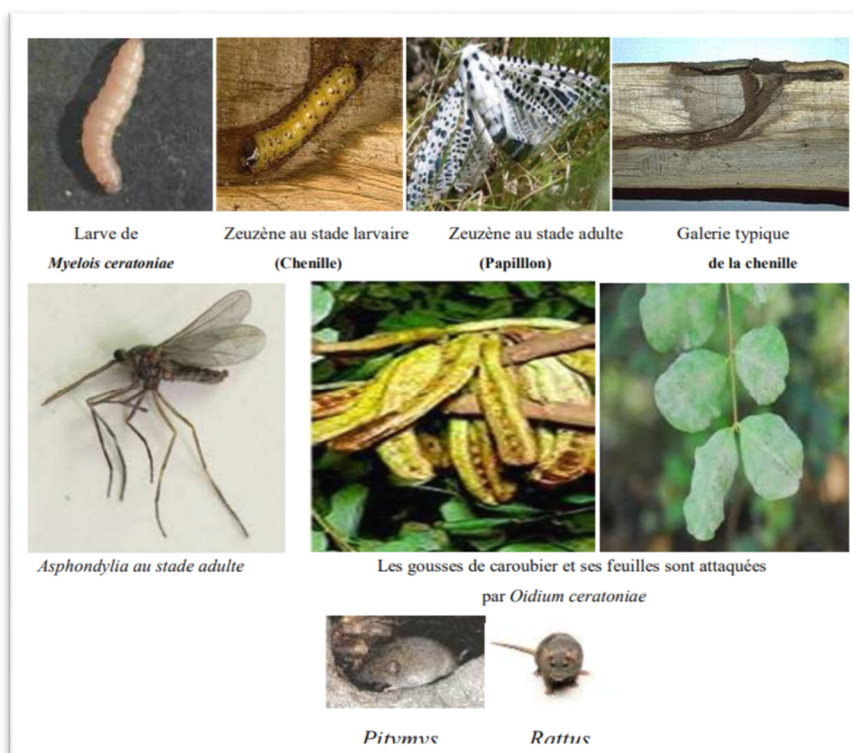 Larve de
Myelois ceratoniae
Zeuzène au stade larvaire
(Chenille)
Zeuzène au stade adulte
(Papilllon)
Galerie typique
de la chenille
Asphondylia au stade adulte
Les gousses de caroubier et ses feuilles sont attaquées
par Oidium ceratoniae
Pitymys
Rattus